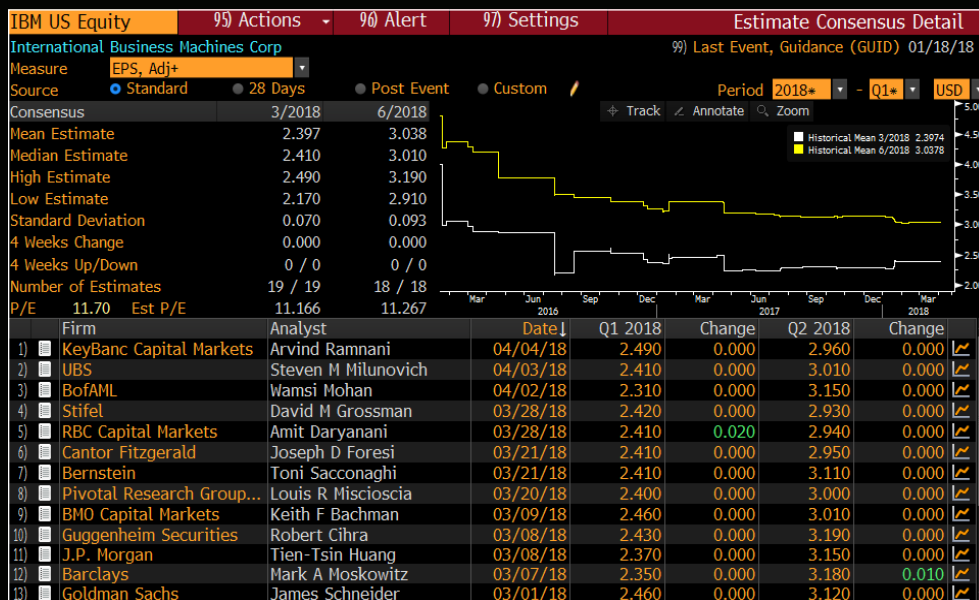 IBM US Equity 95) Actions 96) Alert 97) Settings Estimate Consensus Detail
International Business Machines Corp 99) Last Event, Guidance (GUID) 01/18/18
Measure EPS, Adj+
Source Standard 28 Days Post Event Custom Period 2018* - Q1* USD
Consensus 3/2018 6/2018 Track Annotate Zoom
Mean Estimate 2.397 3.038
Median Estimate 2.410 3.010
High Estimate 2.490 3.190
Low Estimate 2.170 2.910
Standard Deviation 0.070 0.093
4 Weeks Change 0.000 0.000
4 Weeks Up/Down 0 / 0 0 / 0
Number of Estimates 19 / 19 18 / 18
P/E 11.70 Est P/E 11.166 11.267
Historical Mean 3/2018 2.3974
Historical Mean 6/2018 3.0378
5.0
4.50
4.00
3.50
3.00
2.50
2.00
Mar Jun Sep Dec Mar Jun Sep Dec Mar
2016 2017 2018
Firm Analyst Date↓ Q1 2018 Change Q2 2018 Change
1) KeyBanc Capital Markets Arvind Ramnani 04/04/18 2.490 0.000 2.960 0.000
2) UBS Steven M Milunovich 04/03/18 2.410 0.000 3.010 0.000
3) BofAML Wamsi Mohan 04/02/18 2.310 0.000 3.150 0.000
4) Stifel David M Grossman 03/28/18 2.420 0.000 2.930 0.000
5) RBC Capital Markets Amit Daryanani 03/28/18 2.410 0.020 2.940 0.000
6) Cantor Fitzgerald Joseph D Foresi 03/21/18 2.410 0.000 2.950 0.000
7) Bernstein Toni Sacconaghi 03/21/18 2.410 0.000 3.110 0.000
8) Pivotal Research Group... Louis R Miscioscia 03/20/18 2.400 0.000 3.000 0.000
9) BMO Capital Markets Keith F Bachman 03/09/18 2.460 0.000 3.010 0.000
10) Guggenheim Securities Robert Cihra 03/08/18 2.430 0.000 3.190 0.000
11) J.P. Morgan Tien-Tsin Huang 03/08/18 2.370 0.000 3.150 0.000
12) Barclays Mark A Moskowitz 03/07/18 2.350 0.000 3.180 0.010
13) Goldman Sachs James Schneider 03/01/18 2.460 0.000 3.120 0.000